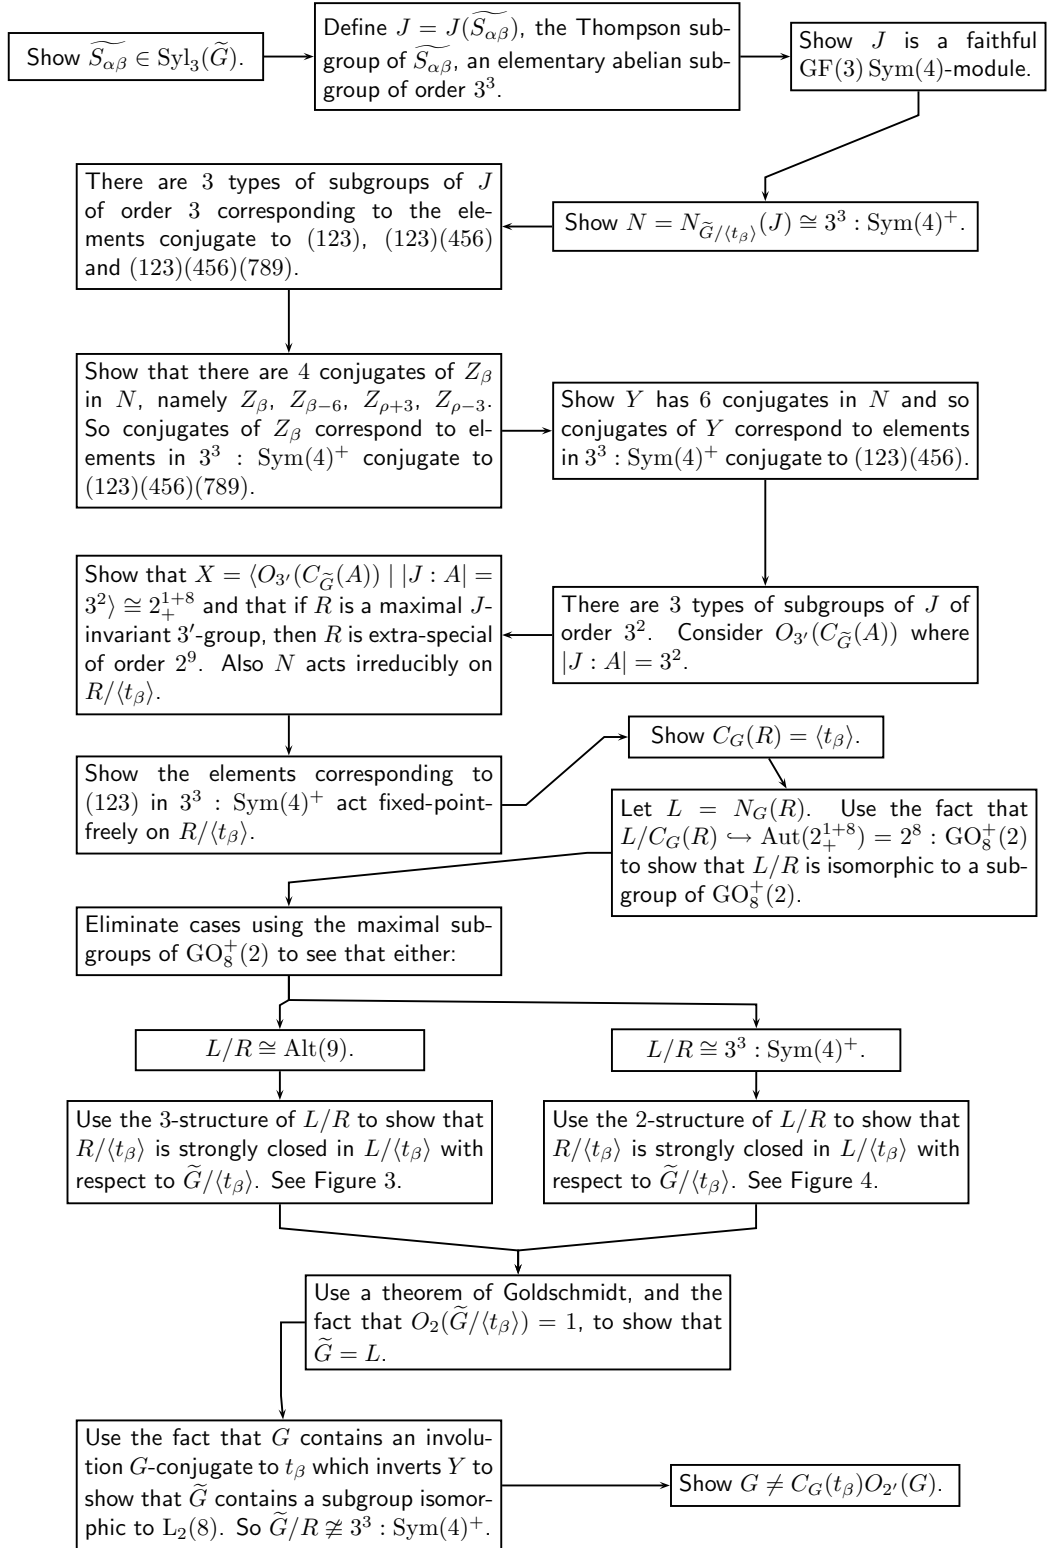 Show $\widetilde{S_{\alpha\beta}} \in \mathrm{Syl}_3(\widetilde{G})$.
Define $J = J(\widetilde{S_{\alpha\beta}})$, the Thompson sub-
group of $\widetilde{S_{\alpha\beta}}$, an elementary abelian sub-
group of order $3^3$.
Show $J$ is a faithful
$\mathrm{GF}(3)\,\mathrm{Sym}(4)$-module.
Show $N = N_{\widetilde{G}/\langle t_\beta\rangle}(J) \cong 3^3 : \mathrm{Sym}(4)^+$.
There are 3 types of subgroups of $J$
of order 3 corresponding to the ele-
ments conjugate to $(123)$, $(123)(456)$
and $(123)(456)(789)$.
Show that there are 4 conjugates of $Z_\beta$
in $N$, namely $Z_\beta$, $Z_{\beta-6}$, $Z_{\rho+3}$, $Z_{\rho-3}$.
So conjugates of $Z_\beta$ correspond to el-
ements in $3^3 : \mathrm{Sym}(4)^+$ conjugate to
$(123)(456)(789)$.
Show $Y$ has 6 conjugates in $N$ and so
conjugates of $Y$ correspond to elements
in $3^3 : \mathrm{Sym}(4)^+$ conjugate to $(123)(456)$.
There are 3 types of subgroups of $J$ of
order $3^2$. Consider $O_{3'}(C_{\widetilde{G}}(A))$ where
$|J : A| = 3^2$.
Show that $X = \langle O_{3'}(C_{\widetilde{G}}(A)) \mid |J : A| =$
$3^2\rangle \cong 2_+^{1+8}$ and that if $R$ is a maximal $J$-
invariant $3'$-group, then $R$ is extra-special
of order $2^9$. Also $N$ acts irreducibly on
$R/\langle t_\beta\rangle$.
Show the elements corresponding to
$(123)$ in $3^3 : \mathrm{Sym}(4)^+$ act fixed-point-
freely on $R/\langle t_\beta\rangle$.
Show $C_G(R) = \langle t_\beta\rangle$.
Let $L = N_G(R)$. Use the fact that
$L/C_G(R) \hookrightarrow \mathrm{Aut}(2_+^{1+8}) = 2^8 : \mathrm{GO}_8^+(2)$
to show that $L/R$ is isomorphic to a sub-
group of $\mathrm{GO}_8^+(2)$.
Eliminate cases using the maximal sub-
groups of $\mathrm{GO}_8^+(2)$ to see that either:
$L/R \cong \mathrm{Alt}(9)$.
$L/R \cong 3^3 : \mathrm{Sym}(4)^+$.
Use the 3-structure of $L/R$ to show that
$R/\langle t_\beta\rangle$ is strongly closed in $L/\langle t_\beta\rangle$ with
respect to $\widetilde{G}/\langle t_\beta\rangle$. See Figure 3.
Use the 2-structure of $L/R$ to show that
$R/\langle t_\beta\rangle$ is strongly closed in $L/\langle t_\beta\rangle$ with
respect to $\widetilde{G}/\langle t_\beta\rangle$. See Figure 4.
Use a theorem of Goldschmidt, and the
fact that $O_2(\widetilde{G}/\langle t_\beta\rangle) = 1$, to show that
$\widetilde{G} = L$.
Use the fact that $G$ contains an involu-
tion $G$-conjugate to $t_\beta$ which inverts $Y$ to
show that $\widetilde{G}$ contains a subgroup isomor-
phic to $\mathrm{L}_2(8)$. So $\widetilde{G}/R \ncong 3^3 : \mathrm{Sym}(4)^+$.
Show $G \neq C_G(t_\beta)O_{2'}(G)$.